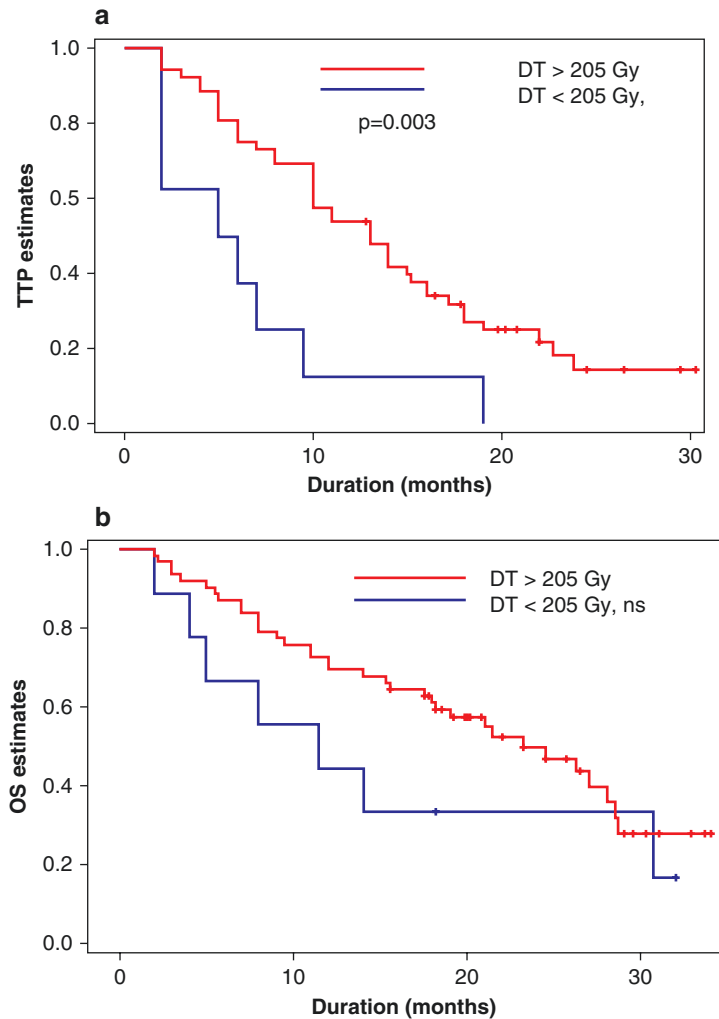 a
1.0
0.8
0.5
0.4
0.2
0.0
TTP estimates
DT > 205 Gy
DT < 205 Gy,
p=0.003
0 10 20 30
Duration (months)
b
1.0
0.8
0.6
0.4
0.2
0.0
OS estimates
DT > 205 Gy
DT < 205 Gy, ns
0 10 20 30
Duration (months)